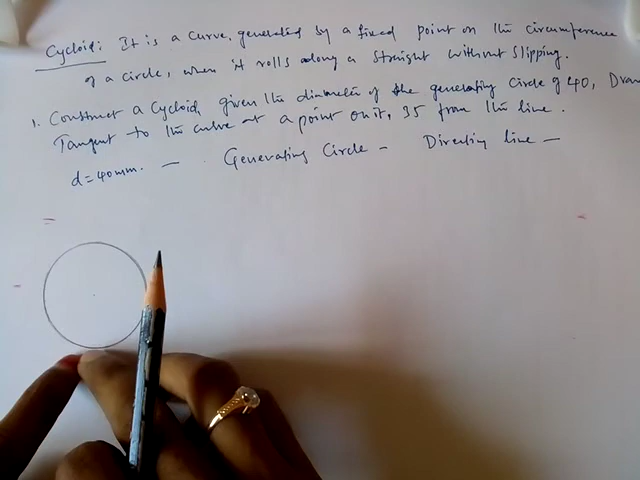 Cycloid: It is a curve, generated by a fixed point on the circumference
of a circle, when it rolls along a straight without slipping.
1. Construct a cycloid, given the diameter of the generating circle of 40, Draw
Tangent to the curve at a point on it, 35 from the line.
d=40mm. — Generating Circle - Directing line —